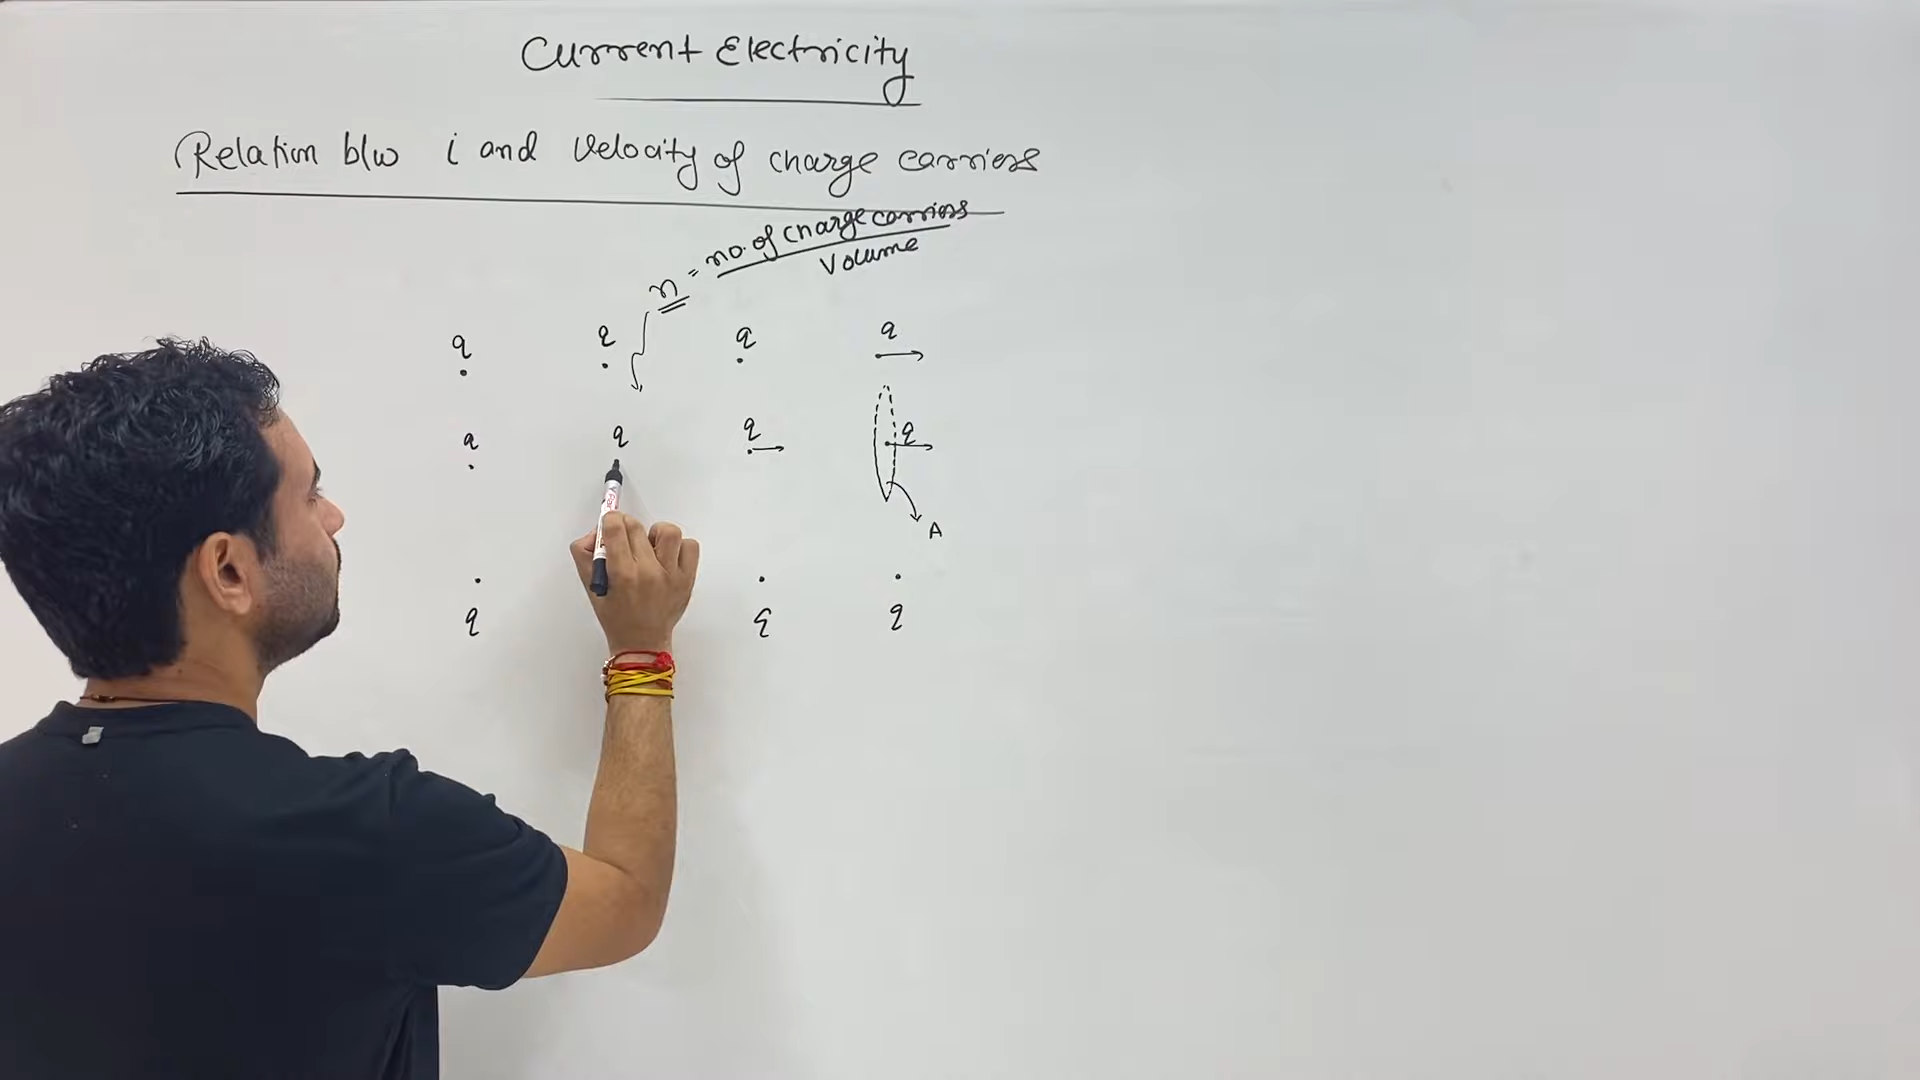 Current Electricity
Relation b/w i and velocity of charge carriers
n = no. of charge carriers
Volume
q q q q
q q q q
A
q q q